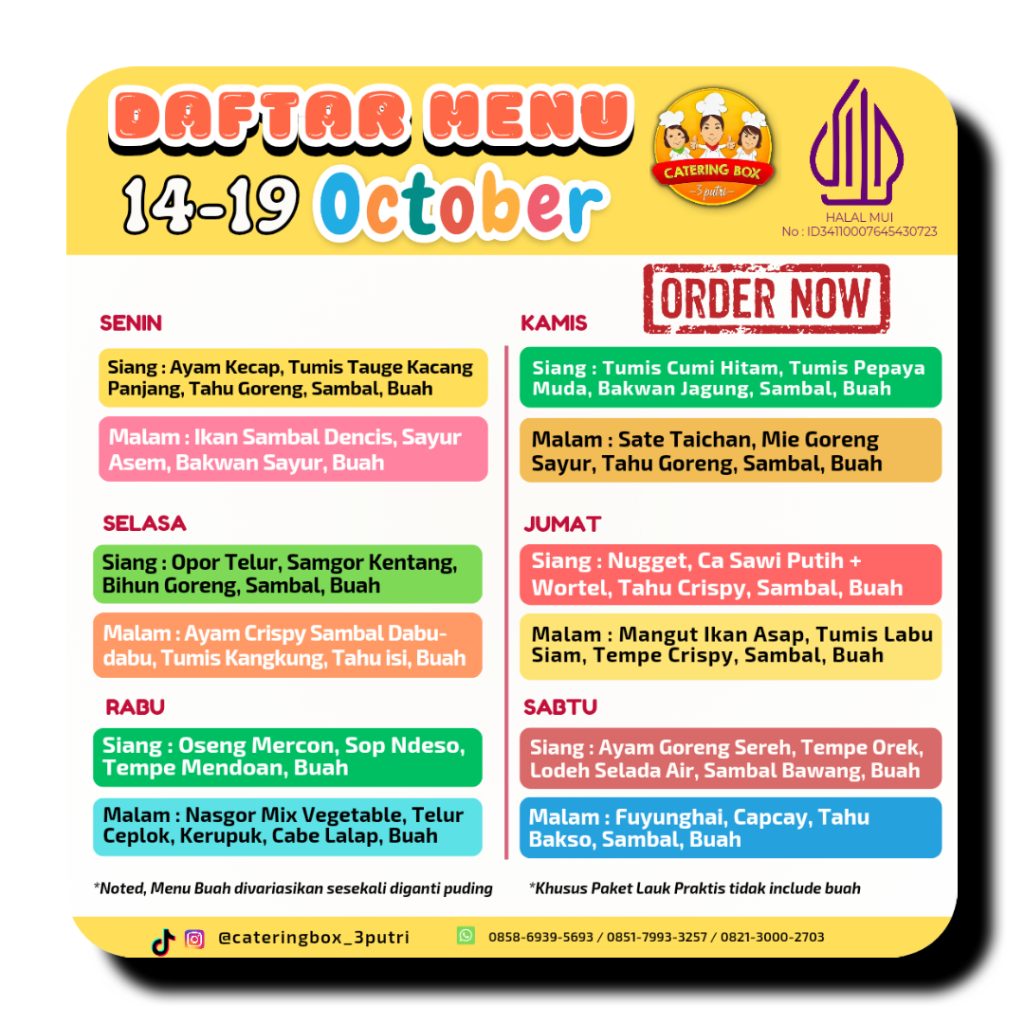 DAFTAR MENU
14-19 October
CATERING BOX
3 putri
HALAL MUI
No : ID34110007645430723
ORDER NOW
SENIN
Siang : Ayam Kecap, Tumis Tauge Kacang
Panjang, Tahu Goreng, Sambal, Buah
Malam : Ikan Sambal Dencis, Sayur
Asem, Bakwan Sayur, Buah
SELASA
Siang : Opor Telur, Samgor Kentang,
Bihun Goreng, Sambal, Buah
Malam : Ayam Crispy Sambal Dabu-
dabu, Tumis Kangkung, Tahu isi, Buah
RABU
Siang : Oseng Mercon, Sop Ndeso,
Tempe Mendoan, Buah
Malam : Nasgor Mix Vegetable, Telur
Ceplok, Kerupuk, Cabe Lalap, Buah
KAMIS
Siang : Tumis Cumi Hitam, Tumis Pepaya
Muda, Bakwan Jagung, Sambal, Buah
Malam : Sate Taichan, Mie Goreng
Sayur, Tahu Goreng, Sambal, Buah
JUMAT
Siang : Nugget, Ca Sawi Putih +
Wortel, Tahu Crispy, Sambal, Buah
Malam : Mangut Ikan Asap, Tumis Labu
Siam, Tempe Crispy, Sambal, Buah
SABTU
Siang : Ayam Goreng Sereh, Tempe Orek,
Lodeh Selada Air, Sambal Bawang, Buah
Malam : Fuyunghai, Capcay, Tahu
Bakso, Sambal, Buah
*Noted, Menu Buah divariasikan sesekali diganti puding
*Khusus Paket Lauk Praktis tidak include buah
@cateringbox_3putri
0858-6939-5693 / 0851-7993-3257 / 0821-3000-2703